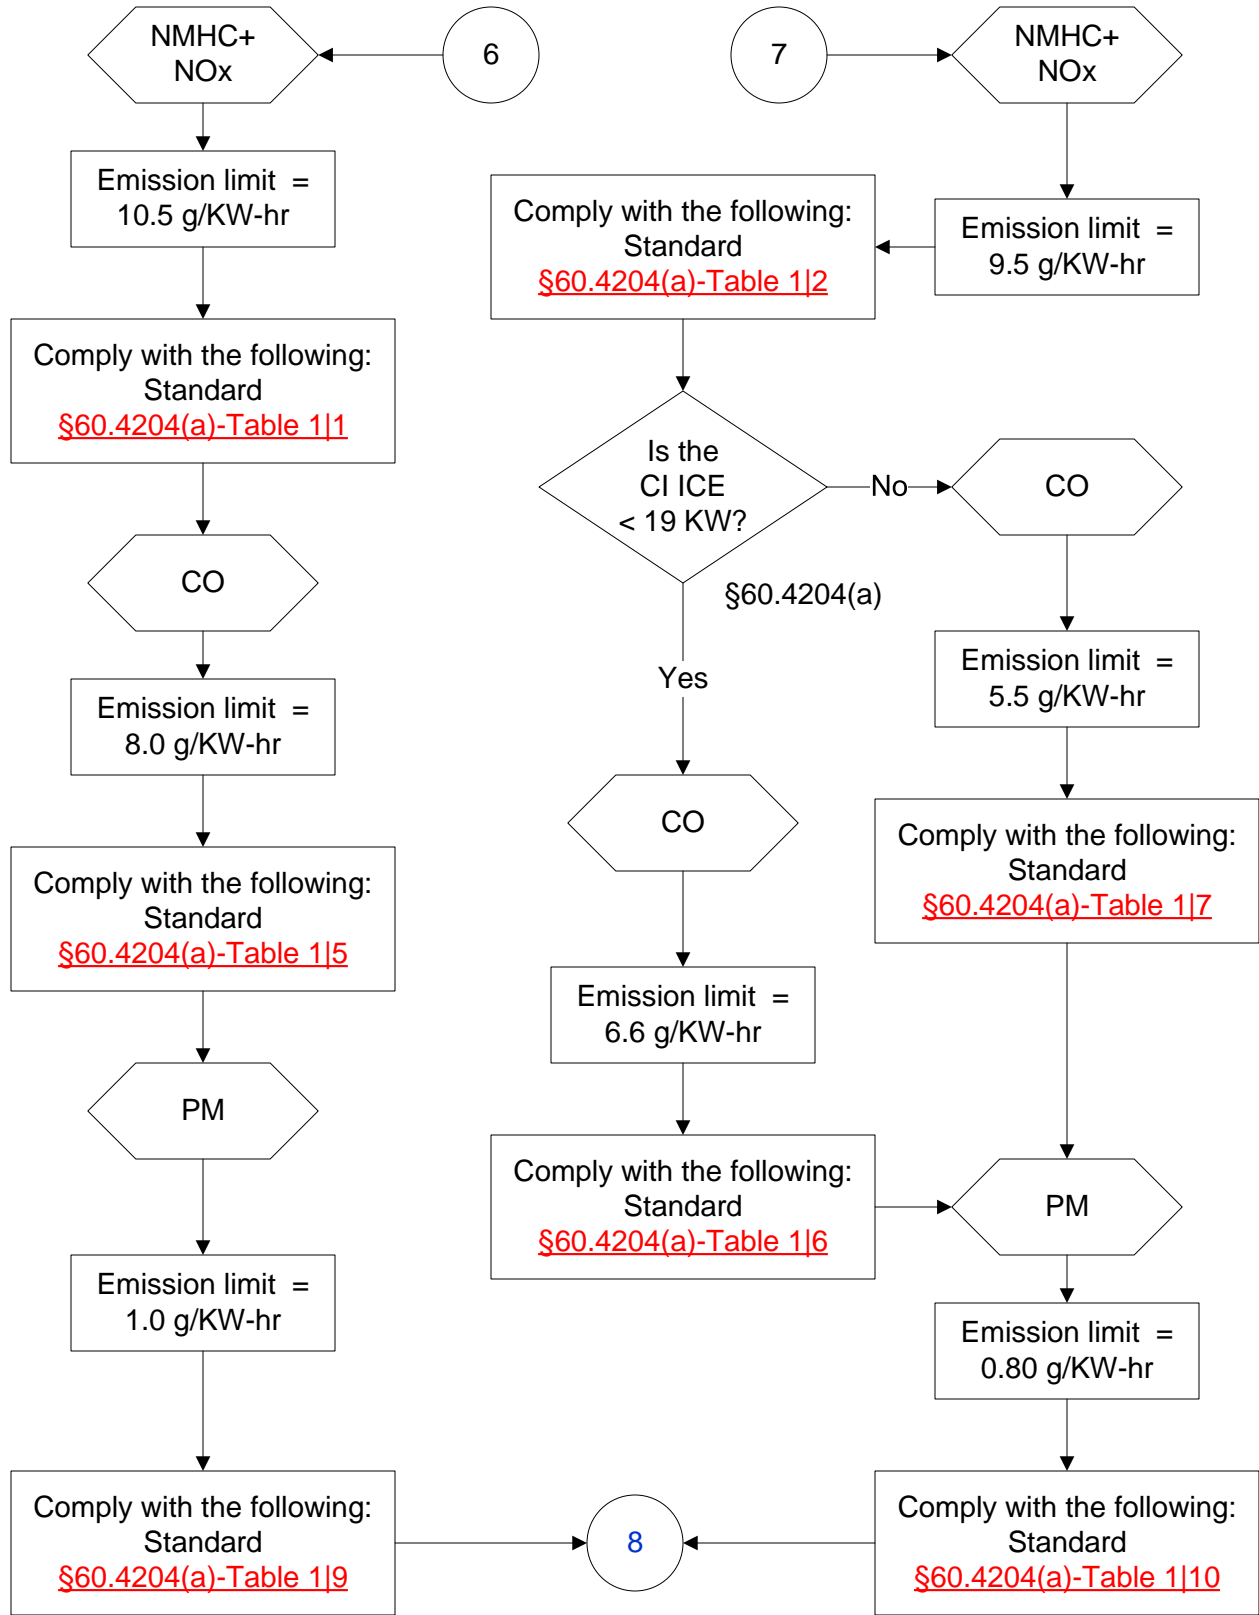 NMHC+
NOx
6
7
NMHC+
NOx
Emission limit  =
10.5 g/KW-hr
Comply with the following:
Standard
§60.4204(a)-Table 1|2
Emission limit  =
9.5 g/KW-hr
Comply with the following:
Standard
§60.4204(a)-Table 1|1
Is the
CI ICE
< 19 KW?
No
CO
§60.4204(a)
CO
Yes
Emission limit  =
5.5 g/KW-hr
Emission limit  =
8.0 g/KW-hr
CO
Comply with the following:
Standard
§60.4204(a)-Table 1|7
Comply with the following:
Standard
§60.4204(a)-Table 1|5
Emission limit  =
6.6 g/KW-hr
PM
Comply with the following:
Standard
§60.4204(a)-Table 1|6
PM
Emission limit  =
1.0 g/KW-hr
Emission limit  =
0.80 g/KW-hr
Comply with the following:
Standard
§60.4204(a)-Table 1|9
8
Comply with the following:
Standard
§60.4204(a)-Table 1|10